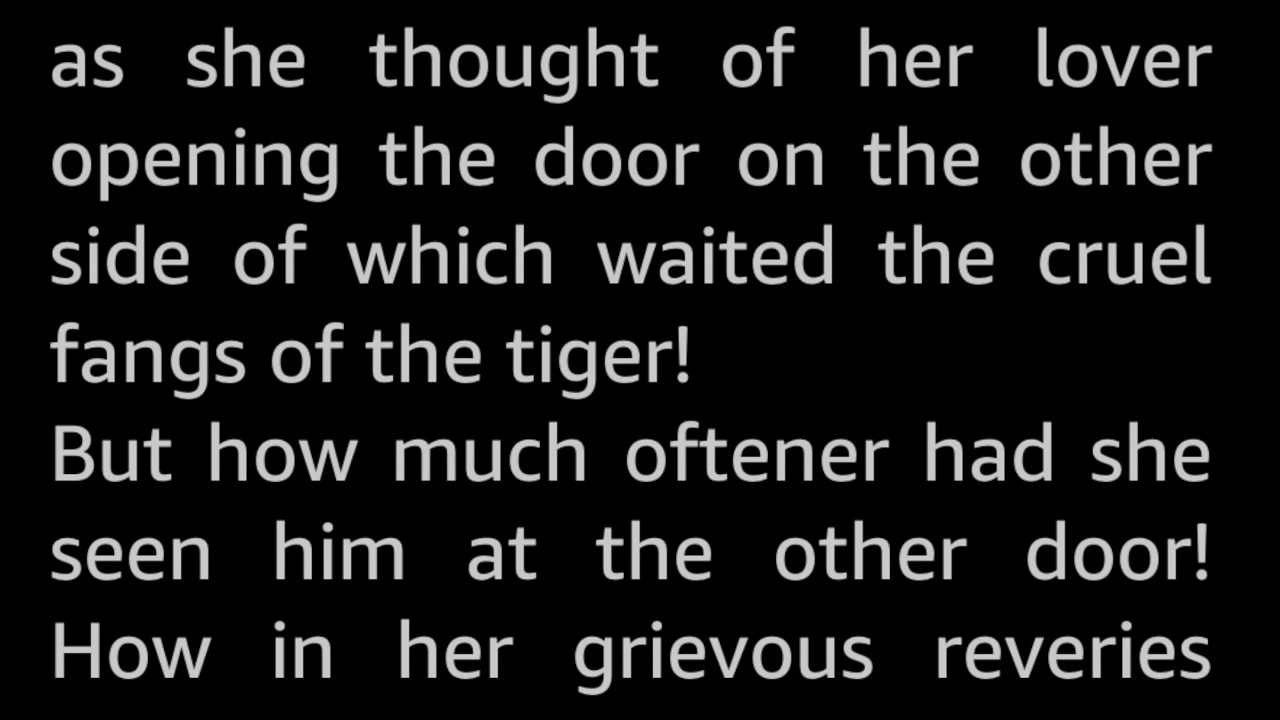 as she thought of her lover
opening the door on the other
side of which waited the cruel
fangs of the tiger!
But how much oftener had she
seen him at the other door!
How in her grievous reveries